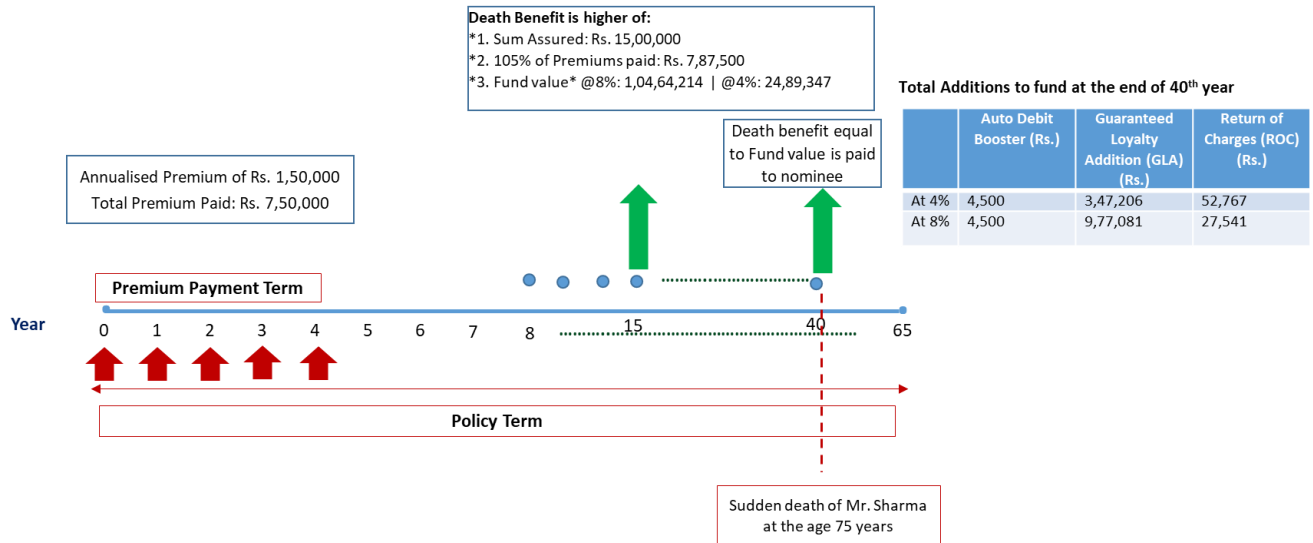 Death Benefit is higher of:
*1. Sum Assured: Rs. 15,00,000
*2. 105% of Premiums paid: Rs. 7,87,500
*3. Fund value* @8%: 1,04,64,214 | @4%: 24,89,347
Total Additions to fund at the end of 40th year
Auto Debit Booster (Rs.)
Guaranteed Loyalty Addition (GLA) (Rs.)
Return of Charges (ROC) (Rs.)
At 4% 4,500 3,47,206 52,767
At 8% 4,500 9,77,081 27,541
Death benefit equal
to Fund value is paid
to nominee
Annualised Premium of Rs. 1,50,000
Total Premium Paid: Rs. 7,50,000
Premium Payment Term
Year 0 1 2 3 4 5 6 7 8 15 40 65
Policy Term
Sudden death of Mr. Sharma
at the age 75 years